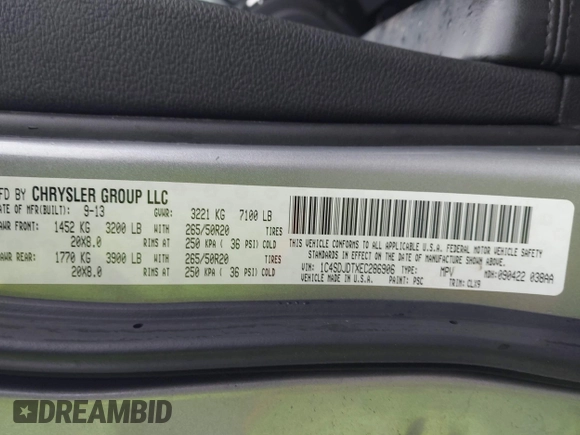 FD BY CHRYSLER GROUP LLC
ATE OF MFR(BUILT): 9-13 GVWR: 3221 KG 7100 LB
AWR FRONT: 1452 KG 3200 LB WITH 265/50R20 TIRES
20X8.0 RIMS AT 250 KPA ( 36 PSI) COLD
AWR REAR: 1770 KG 3900 LB WITH 265/50R20 TIRES
20X8.0 RIMS AT 250 KPA ( 36 PSI) COLD
THIS VEHICLE CONFORMS TO ALL APPLICABLE U.S.A. FEDERAL MOTOR VEHICLE SAFETY
STANDARDS IN EFFECT ON THE DATE OF MANUFACTURE SHOWN ABOVE.
VIN: 1C4SDJDTXEC286906 TYPE: MPV MDH: 090422 038AA
VEHICLE MADE IN U.S.A. PAINT: PSC TRIM: CLX9
DREAMBID